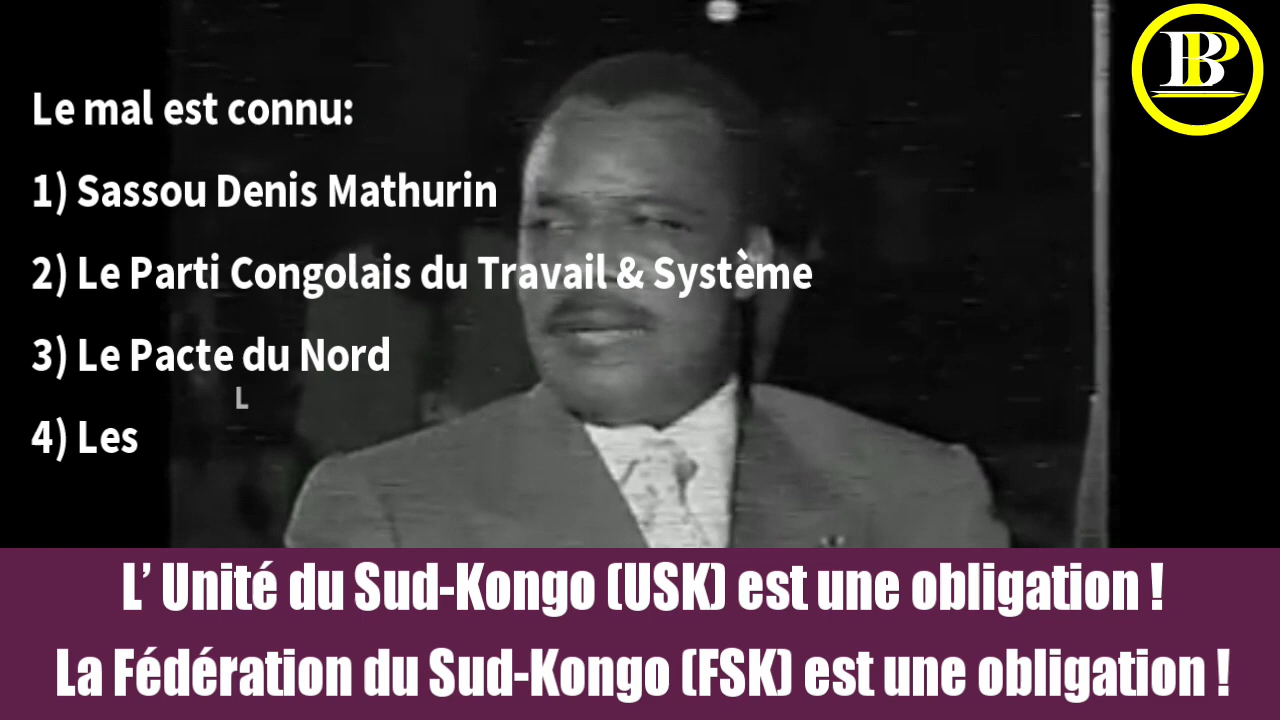 BP
Le mal est connu:
1) Sassou Denis Mathurin
2) Le Parti Congolais du Travail & Système
3) Le Pacte du Nord
L
4) Les
L’ Unité du Sud-Kongo (USK) est une obligation !
La Fédération du Sud-Kongo (FSK) est une obligation !